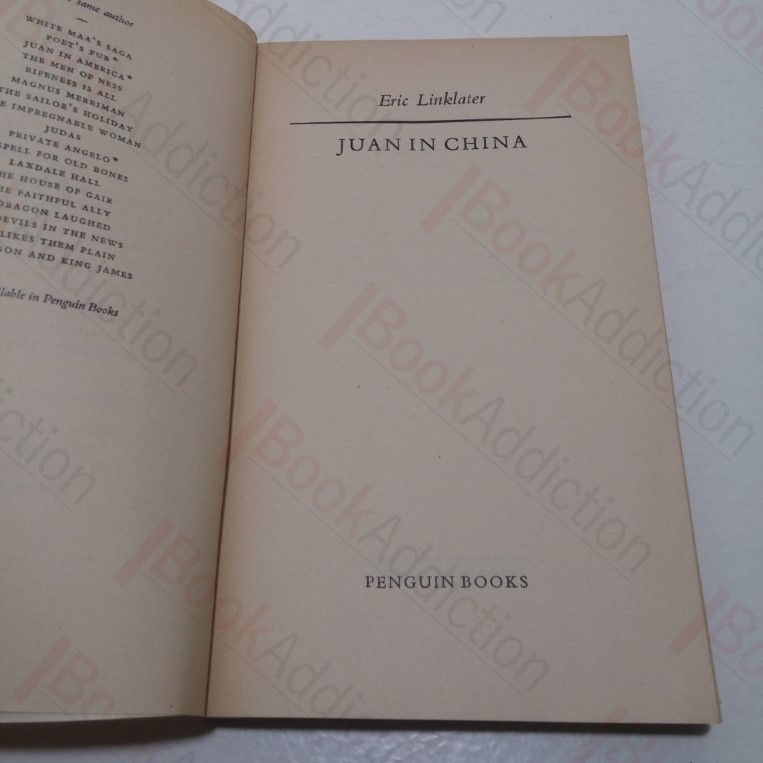 same author
WHITE MAA'S SAGA
POET'S PUB*
JUAN IN AMERICA*
THE MEN OF NESS
RIPENESS IS ALL
MAGNUS MERRIMAN
THE SAILOR'S HOLIDAY
E IMPREGNABLE WOMAN
JUDAS
PRIVATE ANGELO*
SPELL FOR OLD BONES
LAXDALE HALL
HE HOUSE OF GAIR
HE FAITHFUL ALLY
DRAGON LAUGHED
DEVILS IN THE NEWS
LIKES THEM PLAIN
SON AND KING JAMES
ilable in Penguin Books
Eric Linklater
JUAN IN CHINA
PENGUIN BOOKS
BookAddiction